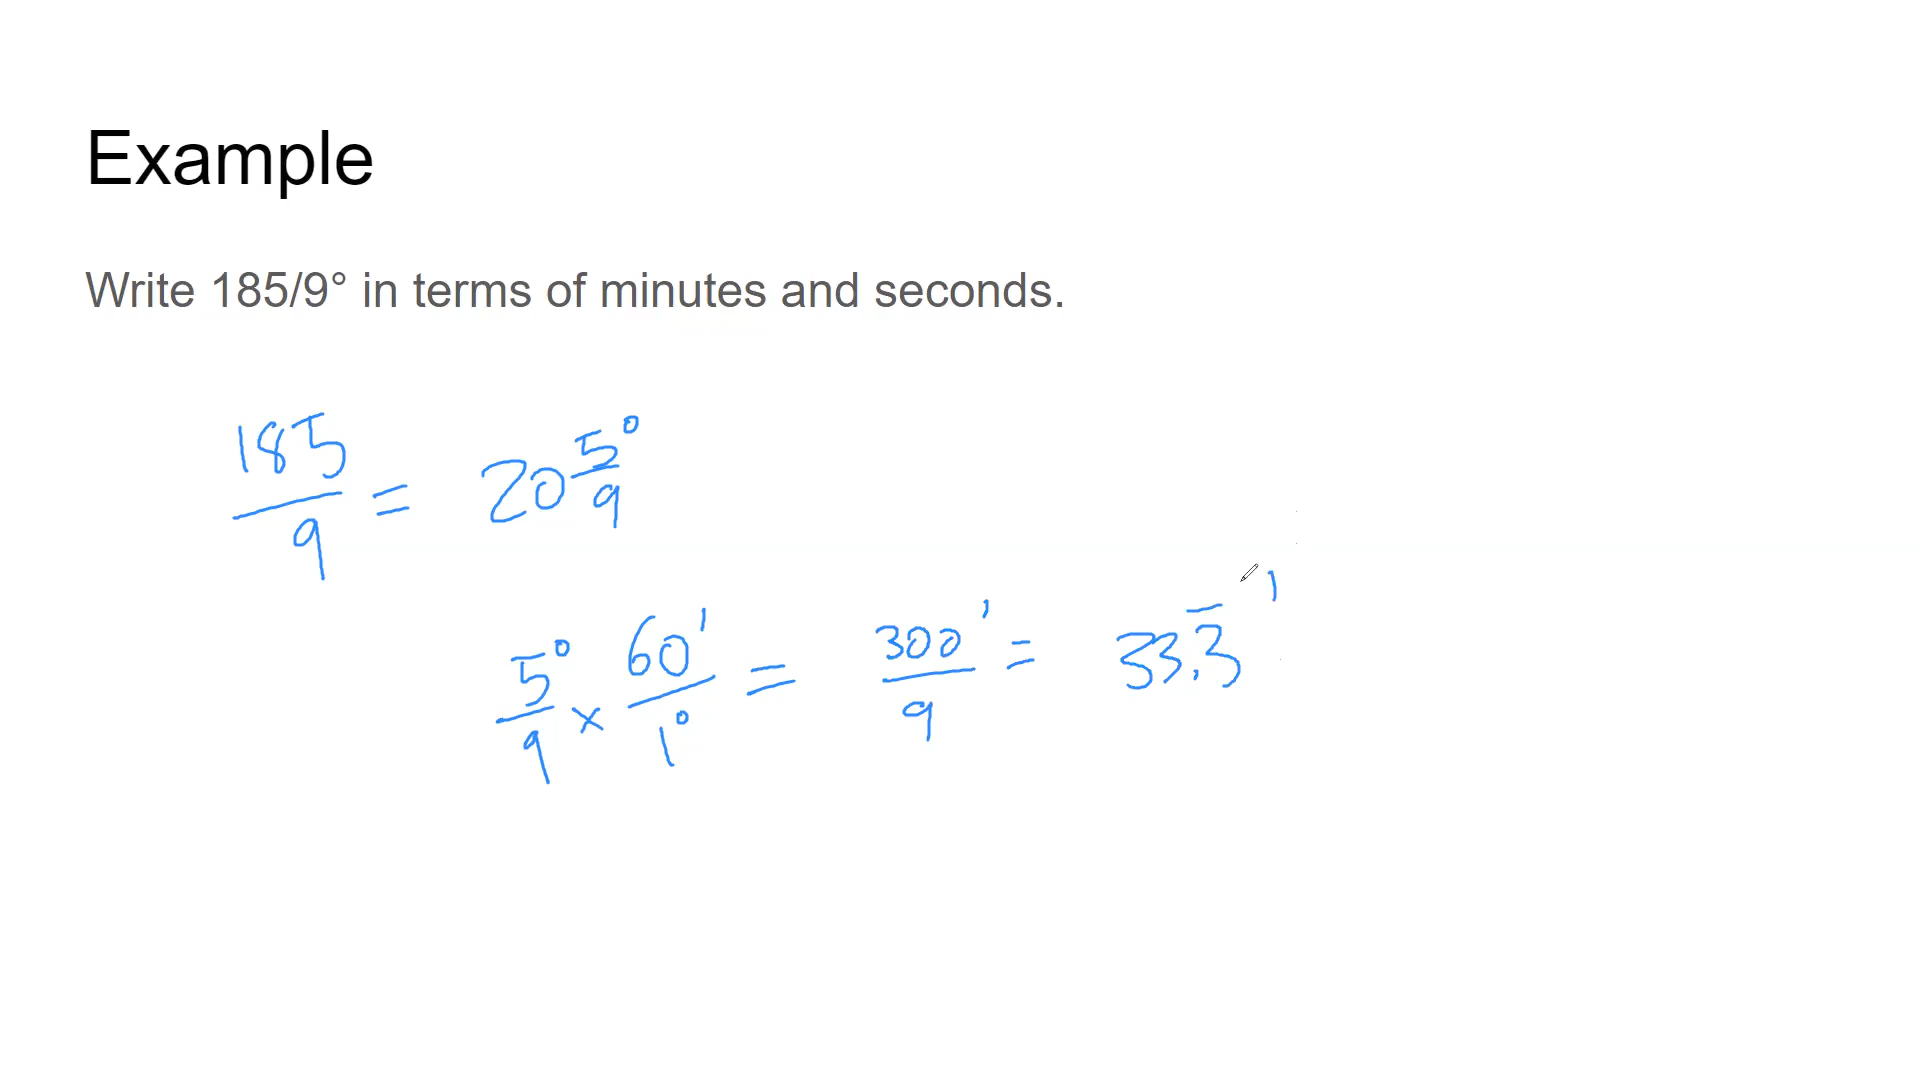 Example
Write 185/9° in terms of minutes and seconds.
185/9 = 20 5/9°
5°/9 × 60'/1° = 300'/9 = 33.3̅'